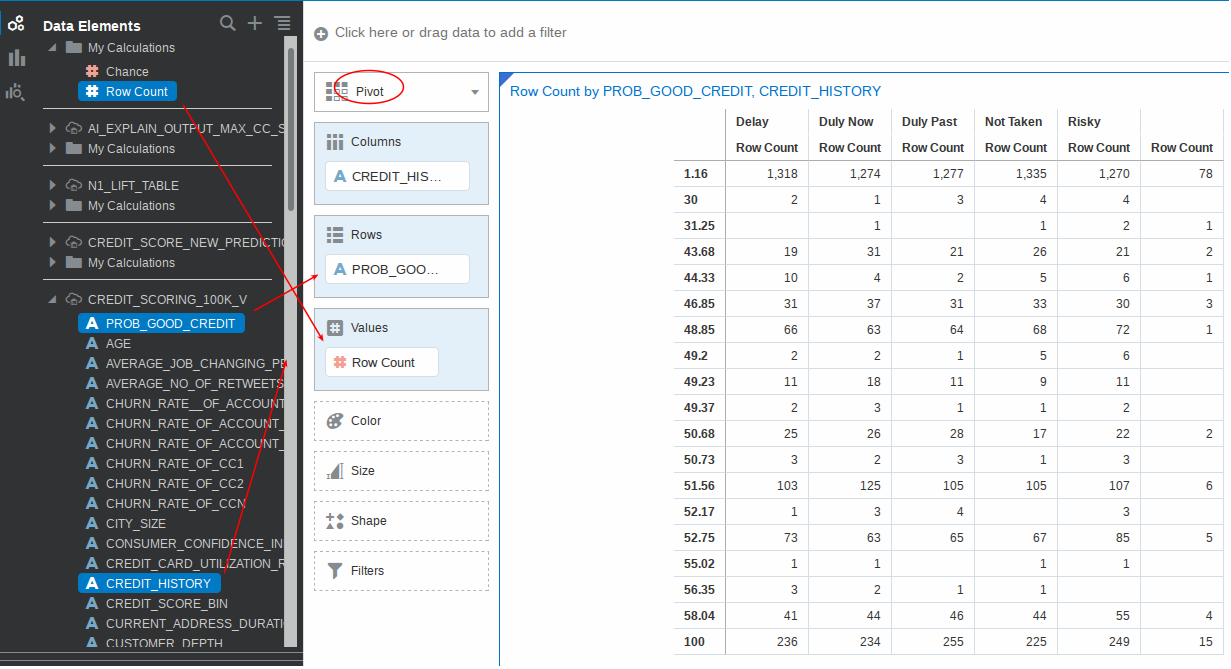 Data Elements
My Calculations
Chance
Row Count
AI_EXPLAIN_OUTPUT_MAX_CC_S
My Calculations
N1_LIFT_TABLE
My Calculations
CREDIT_SCORE_NEW_PREDICTIO
My Calculations
CREDIT_SCORING_100K_V
A PROB_GOOD_CREDIT
A AGE
A AVERAGE_JOB_CHANGING_PE
A AVERAGE_NO_OF_RETWEETS
A CHURN_RATE__OF_ACCOUNT
A CHURN_RATE_OF_ACCOUNT_
A CHURN_RATE_OF_ACCOUNT_
A CHURN_RATE_OF_CC1
A CHURN_RATE_OF_CC2
A CHURN_RATE_OF_CCN
A CITY_SIZE
A CONSUMER_CONFIDENCE_IN
A CREDIT_CARD_UTILIZATION_R
A CREDIT_HISTORY
A CREDIT_SCORE_BIN
A CURRENT_ADDRESS_DURATI
A CUSTOMER_DEPTH
Click here or drag data to add a filter
Pivot
Columns
A CREDIT_HIS...
Rows
A PROB_GOO...
# Values
# Row Count
Color
Size
Shape
Filters
Row Count by PROB_GOOD_CREDIT, CREDIT_HISTORY
Delay Duly Now Duly Past Not Taken Risky
Row Count Row Count Row Count Row Count Row Count Row Count
1.16 1,318 1,274 1,277 1,335 1,270 78
30 2 1 3 4 4
31.25 1 1 2 1
43.68 19 31 21 26 21 2
44.33 10 4 2 5 6 1
46.85 31 37 31 33 30 3
48.85 66 63 64 68 72 1
49.2 2 2 1 5 6
49.23 11 18 11 9 11
49.37 2 3 1 1 2
50.68 25 26 28 17 22 2
50.73 3 2 3 1 3
51.56 103 125 105 105 107 6
52.17 1 3 4 3
52.75 73 63 65 67 85 5
55.02 1 1 1 1
56.35 3 2 1 1
58.04 41 44 46 44 55 4
100 236 234 255 225 249 15